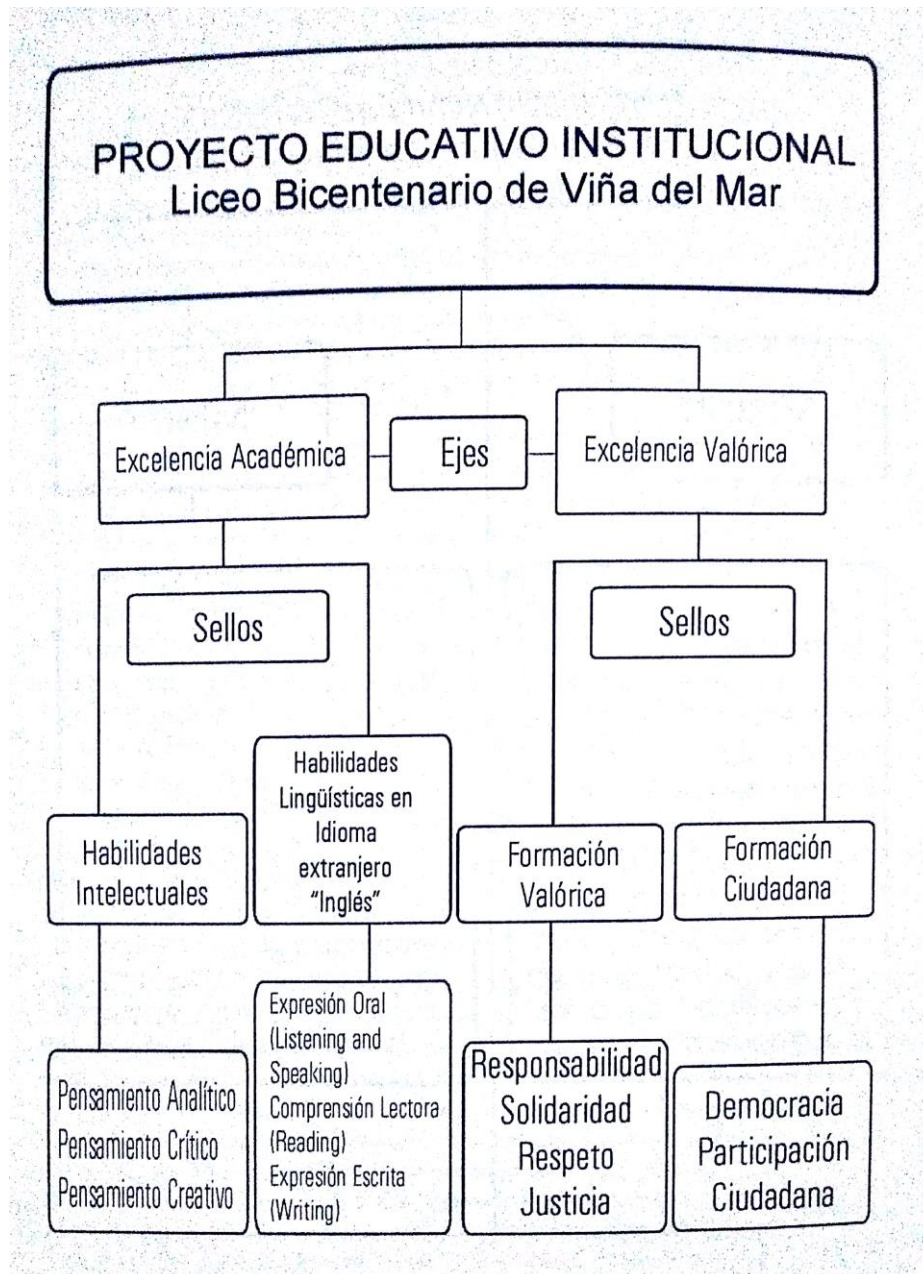 PROYECTO EDUCATIVO INSTITUCIONAL
Liceo Bicentenario de Viña del Mar
Excelencia Académica
Ejes
Excelencia Valórica
Sellos
Sellos
Habilidades
Intelectuales
Habilidades
Lingüísticas en
Idioma
extranjero
“Inglés”
Formación
Valórica
Formación
Ciudadana
Pensamiento Analítico
Pensamiento Crítico
Pensamiento Creativo
Expresión Oral
(Listening and
Speaking)
Comprensión Lectora
(Reading)
Expresión Escrita
(Writing)
Responsabilidad
Solidaridad
Respeto
Justicia
Democracia
Participación
Ciudadana